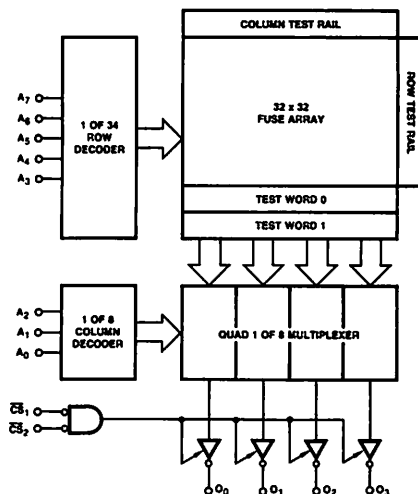 COLUMN TEST RAIL
ROW TEST RAIL
A7
A6
A5
A4
A3
1 OF 34
ROW
DECODER
32 x 32
FUSE ARRAY
TEST WORD 0
TEST WORD 1
A2
A1
A0
1 OF 8
COLUMN
DECODER
QUAD 1 OF 8 MULTIPLEXER
C̅S̅1
C̅S̅2
O0
O1
O2
O3